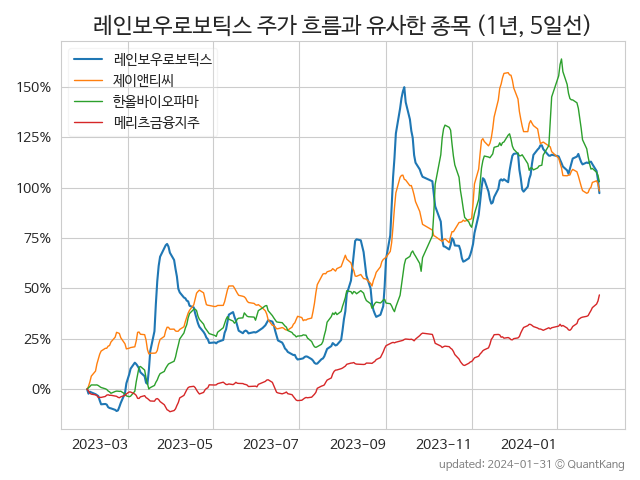 레인보우로보틱스 주가 흐름과 유사한 종목 (1년, 5일선)
레인보우로보틱스
제이앤티씨
한올바이오파마
메리츠금융지주
150%
125%
100%
75%
50%
25%
0%
2023-03 2023-05 2023-07 2023-09 2023-11 2024-01
updated: 2024-01-31 © QuantKang